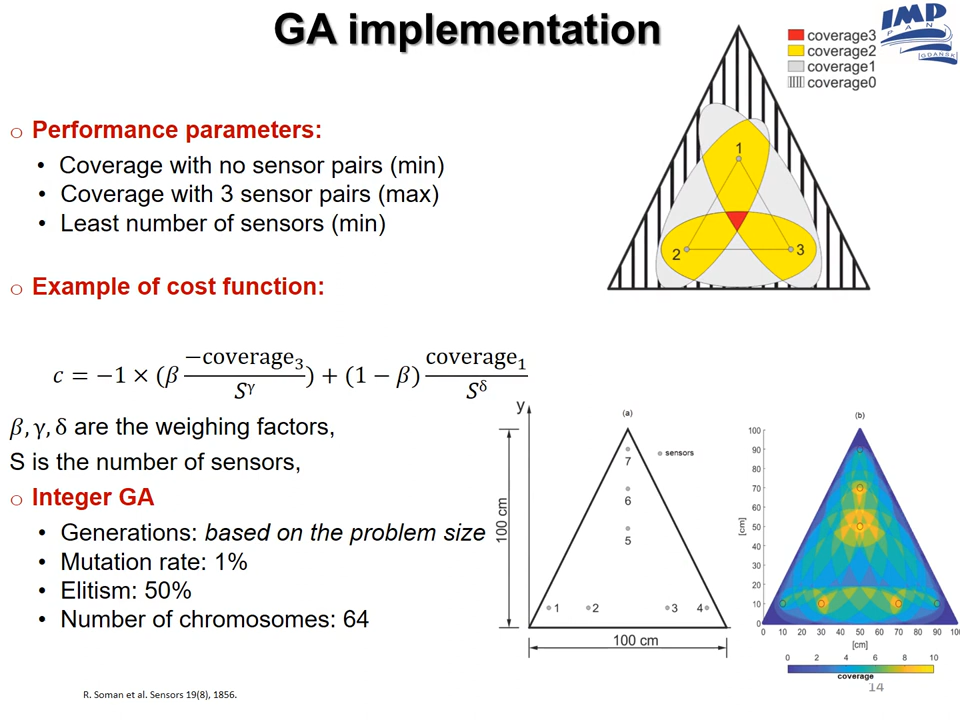 GA implementation
IMP
PAN
GDAŃSK
coverage3
coverage2
coverage1
coverage0
1
2
3
○ Performance parameters:
• Coverage with no sensor pairs (min)
• Coverage with 3 sensor pairs (max)
• Least number of sensors (min)
○ Example of cost function:
c = −1 × (β −coverage₃ / S^γ) + (1 − β) coverage₁ / S^δ
β, γ, δ are the weighing factors,
S is the number of sensors,
○ Integer GA
• Generations: based on the problem size
• Mutation rate: 1%
• Elitism: 50%
• Number of chromosomes: 64
y
(a)
sensors
7
6
5
1 2 3 4
100 cm
100 cm
(b)
100
90
80
70
60
50
40
30
20
10
0
[cm]
0 10 20 30 40 50 60 70 80 90 100
[cm]
0 2 4 6 8 10
coverage
14
R. Soman et al. Sensors 19(8), 1856.